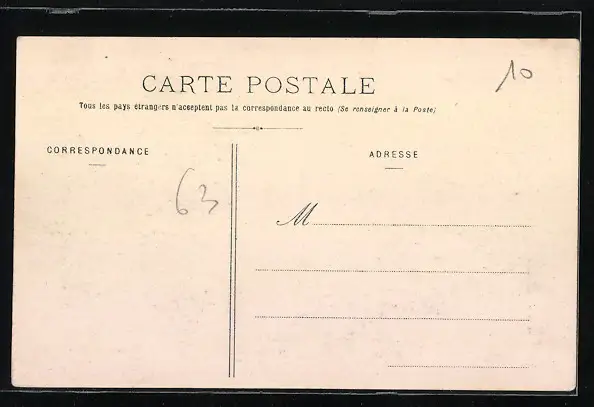 10
CARTE POSTALE
Tous les pays étrangers n'acceptent pas la correspondance au recto (Se renseigner à la Poste)
CORRESPONDANCE
ADRESSE
63
M